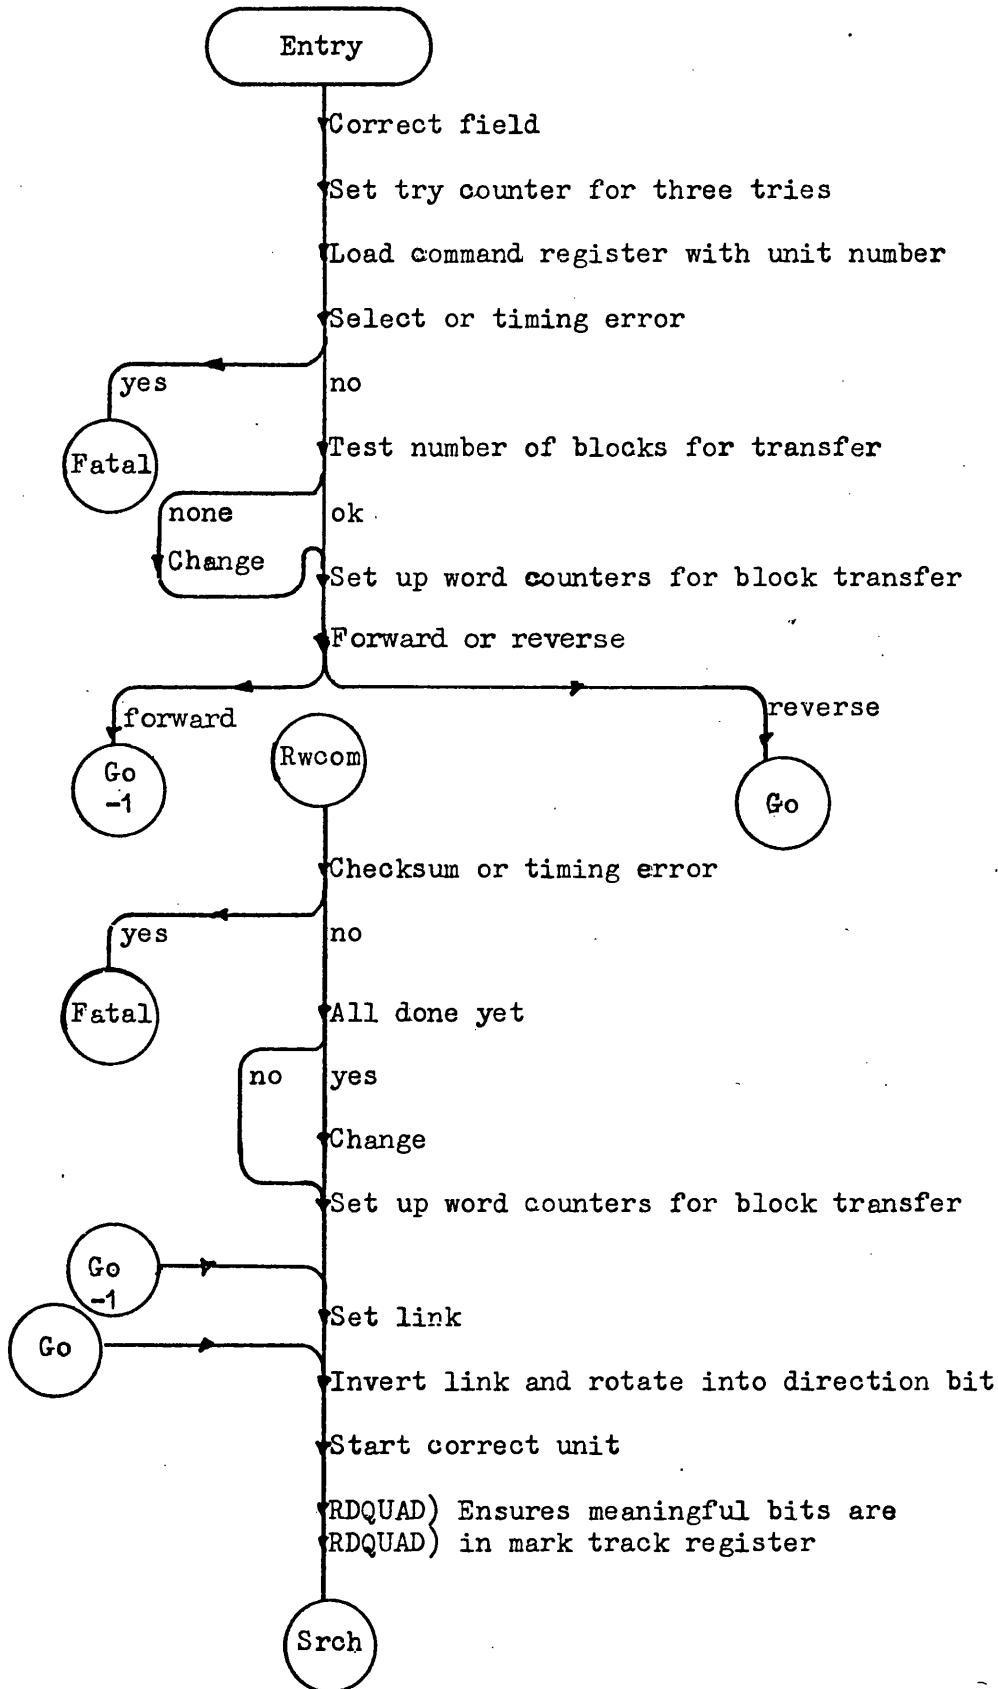 Entry
Correct field
Set try counter for three tries
Load command register with unit number
Select or timing error
yes
no
Fatal
Test number of blocks for transfer
none
ok
Change
Set up word counters for block transfer
Forward or reverse
forward
reverse
Go
-1
Rwcom
Go
Checksum or timing error
yes
no
Fatal
All done yet
no
yes
Change
Set up word counters for block transfer
Go
-1
Set link
Go
Invert link and rotate into direction bit
Start correct unit
RDQUAD) Ensures meaningful bits are
RDQUAD) in mark track register
Srch